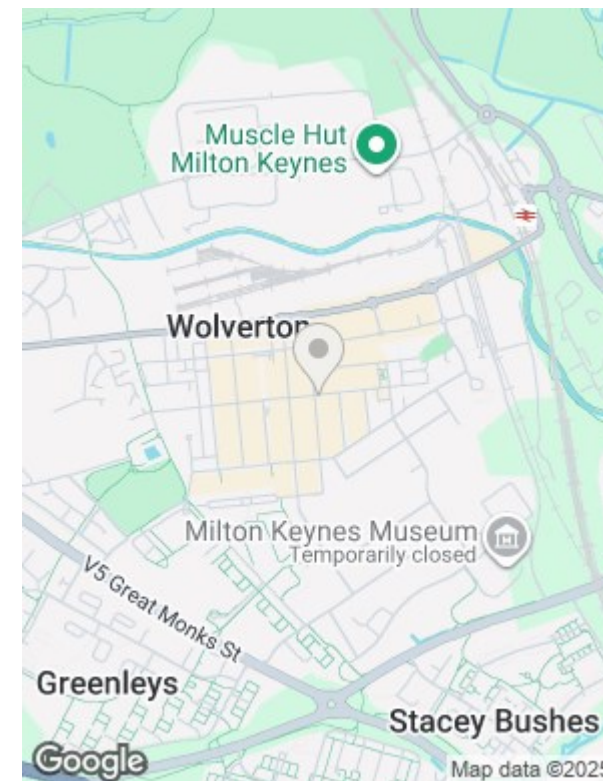 Muscle Hut
Milton Keynes
Wolverton
Milton Keynes Museum
Temporarily closed
V5 Great Monks St
Greenleys
Stacey Bushes
Google
Map data ©2025